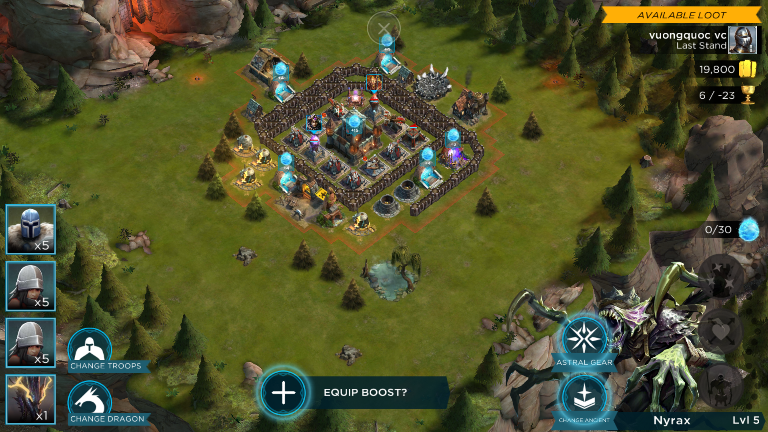 AVAILABLE LOOT
vuongquoc vc
Last Stand
19,800
6 / -23
0/30
x5
x5
x5
x1
CHANGE TROOPS
CHANGE DRAGON
EQUIP BOOST?
ASTRAL GEAR
CHANGE ANCIENT
Nyrax Lvl 5